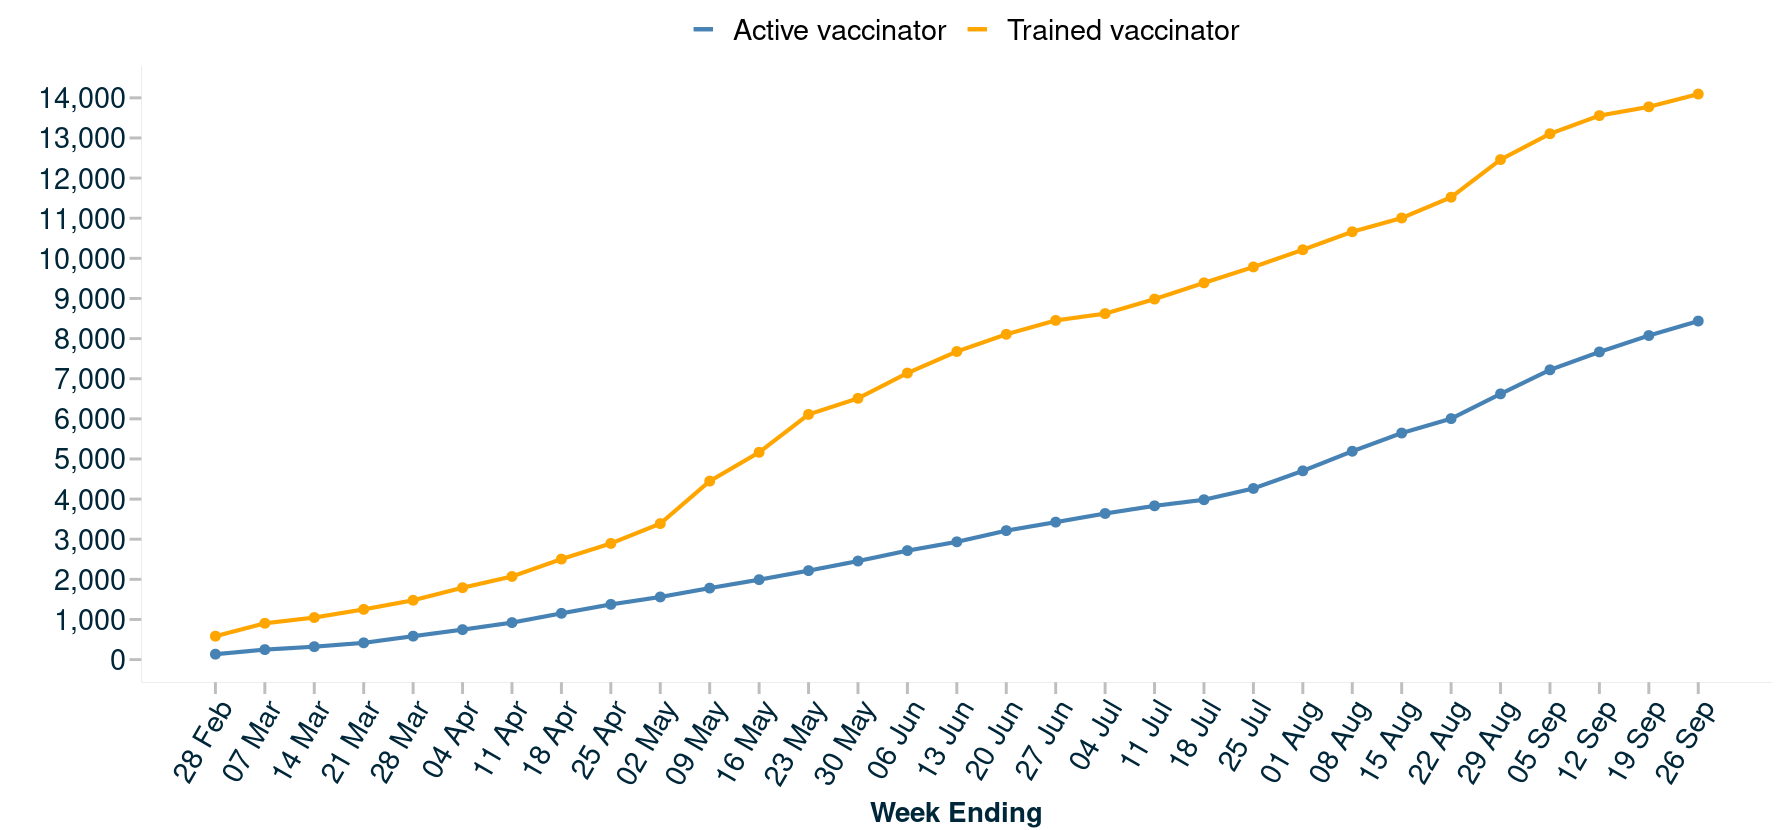 Active vaccinator Trained vaccinator
14,000
13,000
12,000
11,000
10,000
9,000
8,000
7,000
6,000
5,000
4,000
3,000
2,000
1,000
0
28 Feb
07 Mar
14 Mar
21 Mar
28 Mar
04 Apr
11 Apr
18 Apr
25 Apr
02 May
09 May
16 May
23 May
30 May
06 Jun
13 Jun
20 Jun
27 Jun
04 Jul
11 Jul
18 Jul
25 Jul
01 Aug
08 Aug
15 Aug
22 Aug
29 Aug
05 Sep
12 Sep
19 Sep
26 Sep
Week Ending